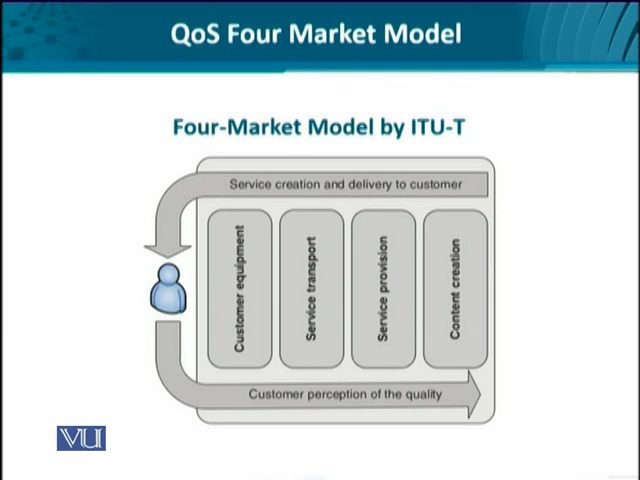 QoS Four Market Model
Four-Market Model by ITU-T
Service creation and delivery to customer
Customer equipment
Service transport
Service provision
Content creation
Customer perception of the quality
VU